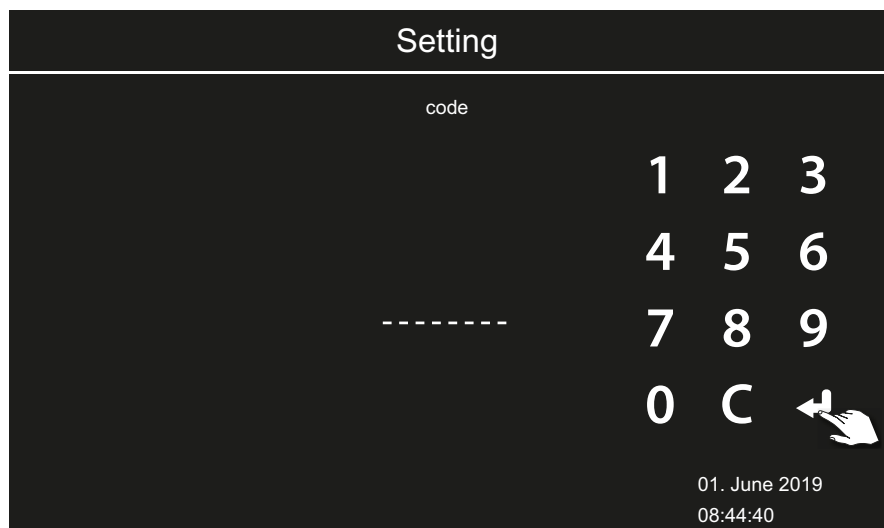 Setting
code
1 2 3
4 5 6
--------
7 8 9
0 C
01. June 2019
08:44:40